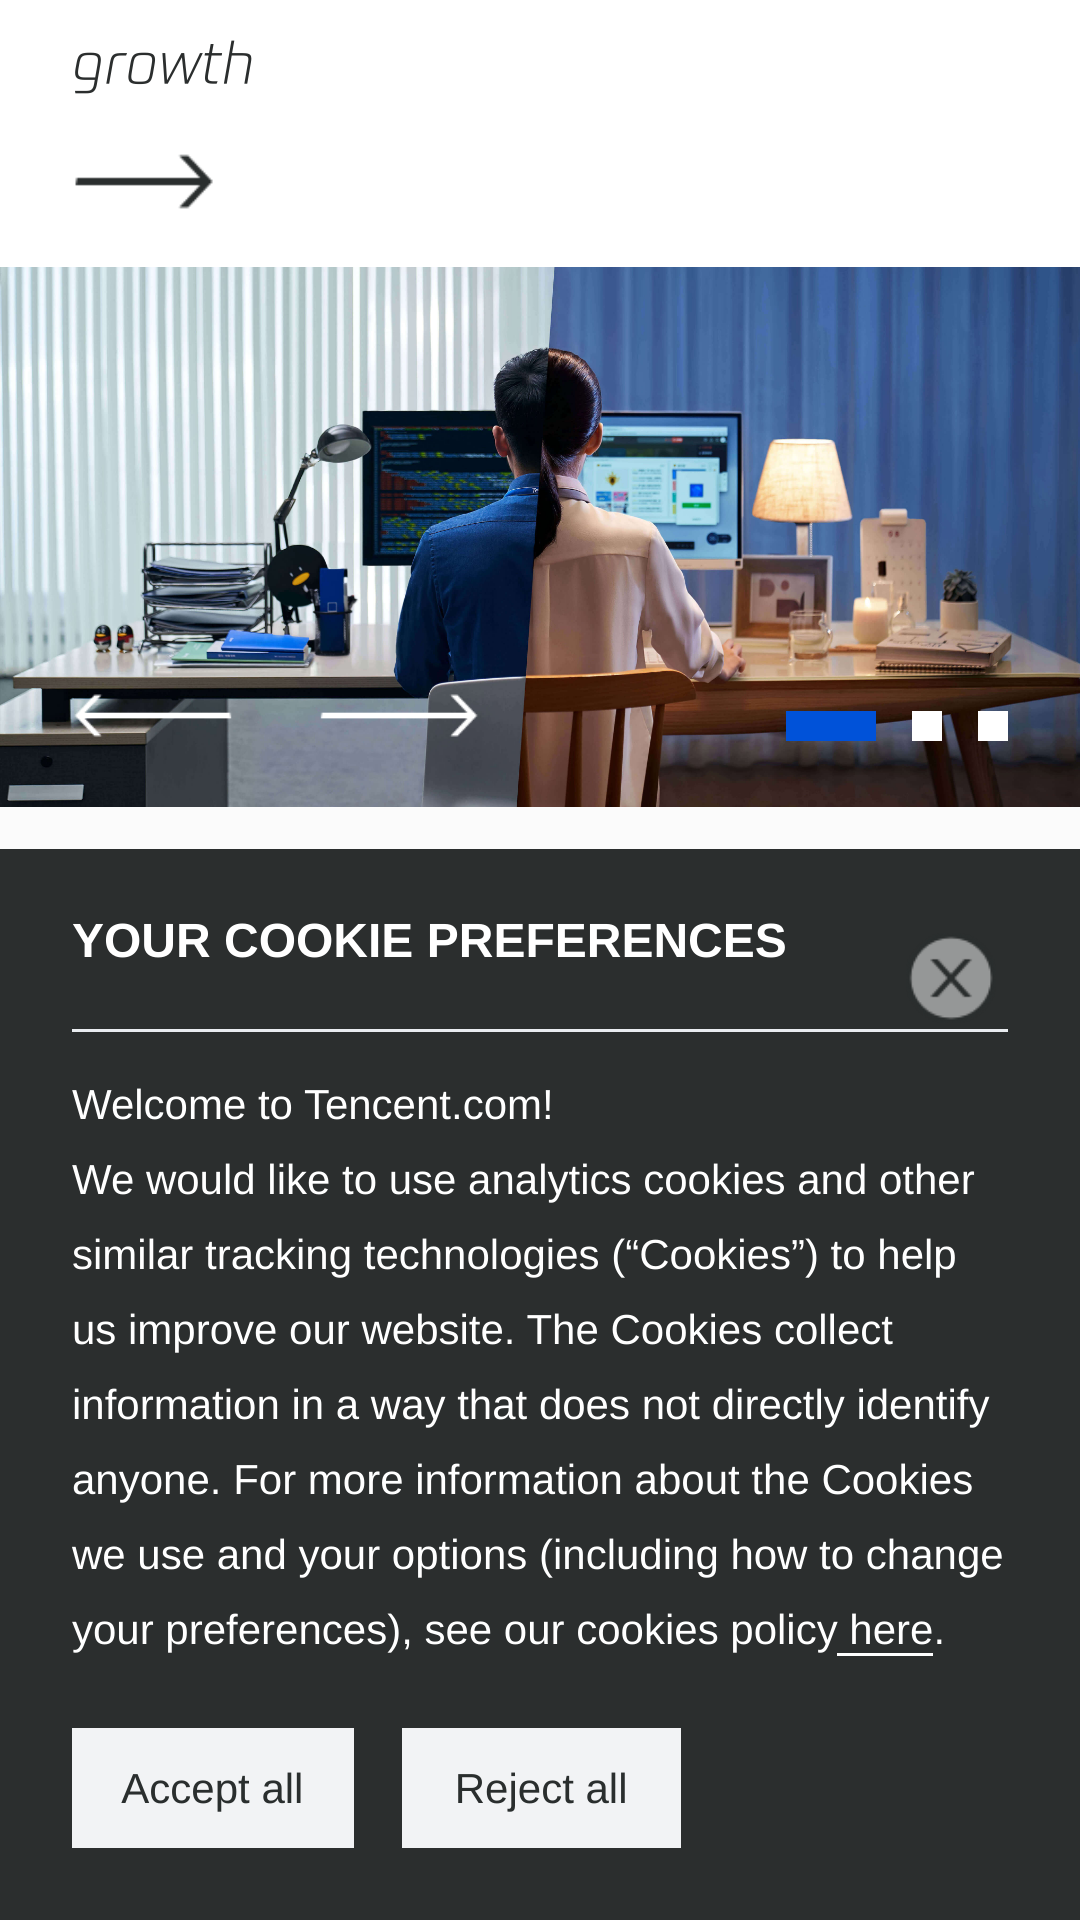 growth
YOUR COOKIE PREFERENCES
Welcome to Tencent.com!
We would like to use analytics cookies and other
similar tracking technologies (“Cookies”) to help
us improve our website. The Cookies collect
information in a way that does not directly identify
anyone. For more information about the Cookies
we use and your options (including how to change
your preferences), see our cookies policy here.
Accept all
Reject all